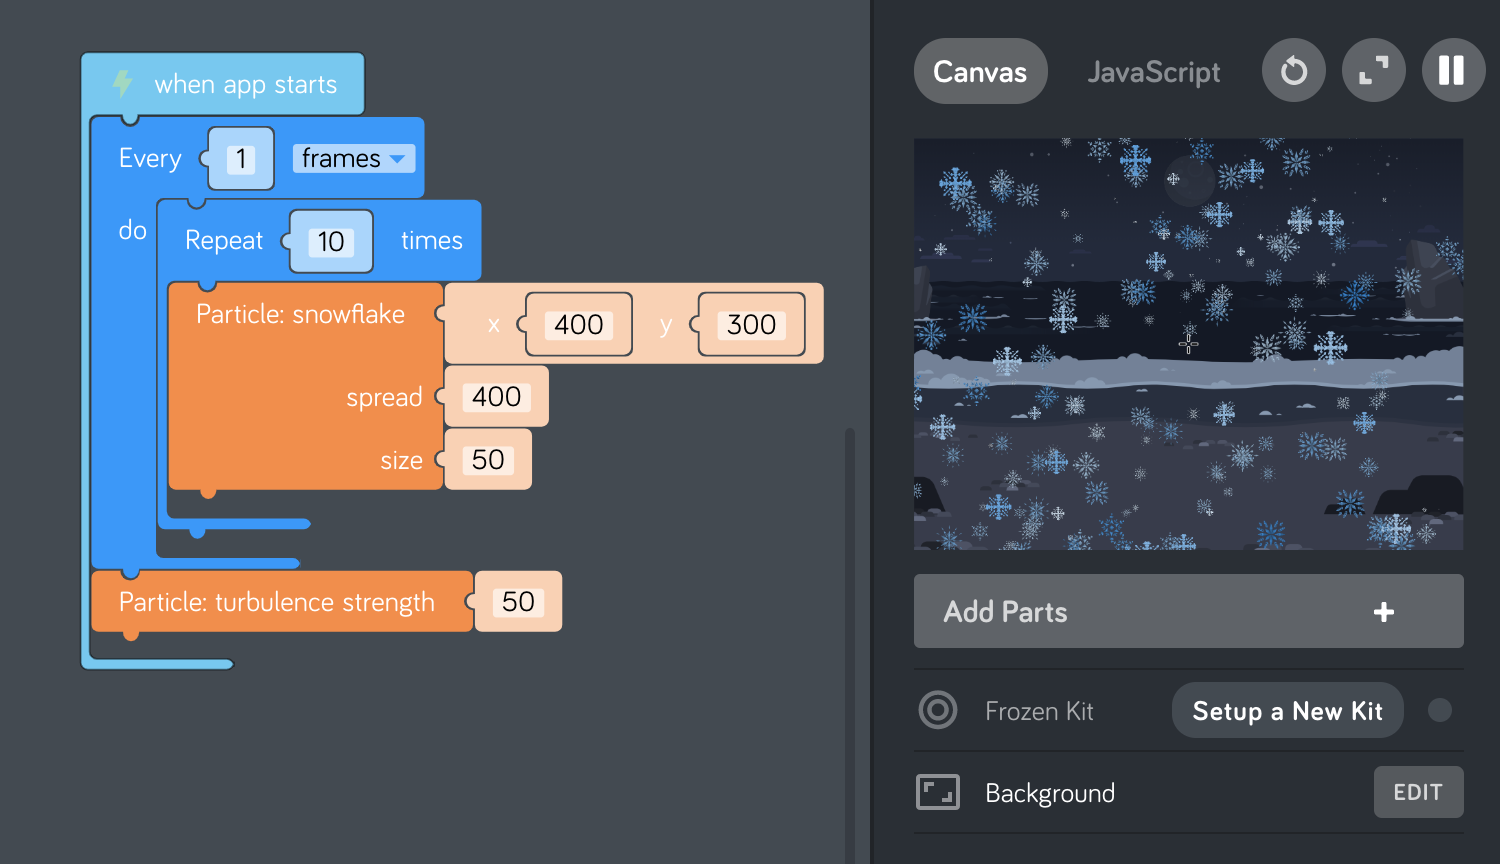 when app starts
Every 1 frames
do Repeat 10 times
Particle: snowflake x 400 y 300
spread 400
size 50
Particle: turbulence strength 50
Canvas JavaScript
Add Parts +
Frozen Kit Setup a New Kit
Background EDIT